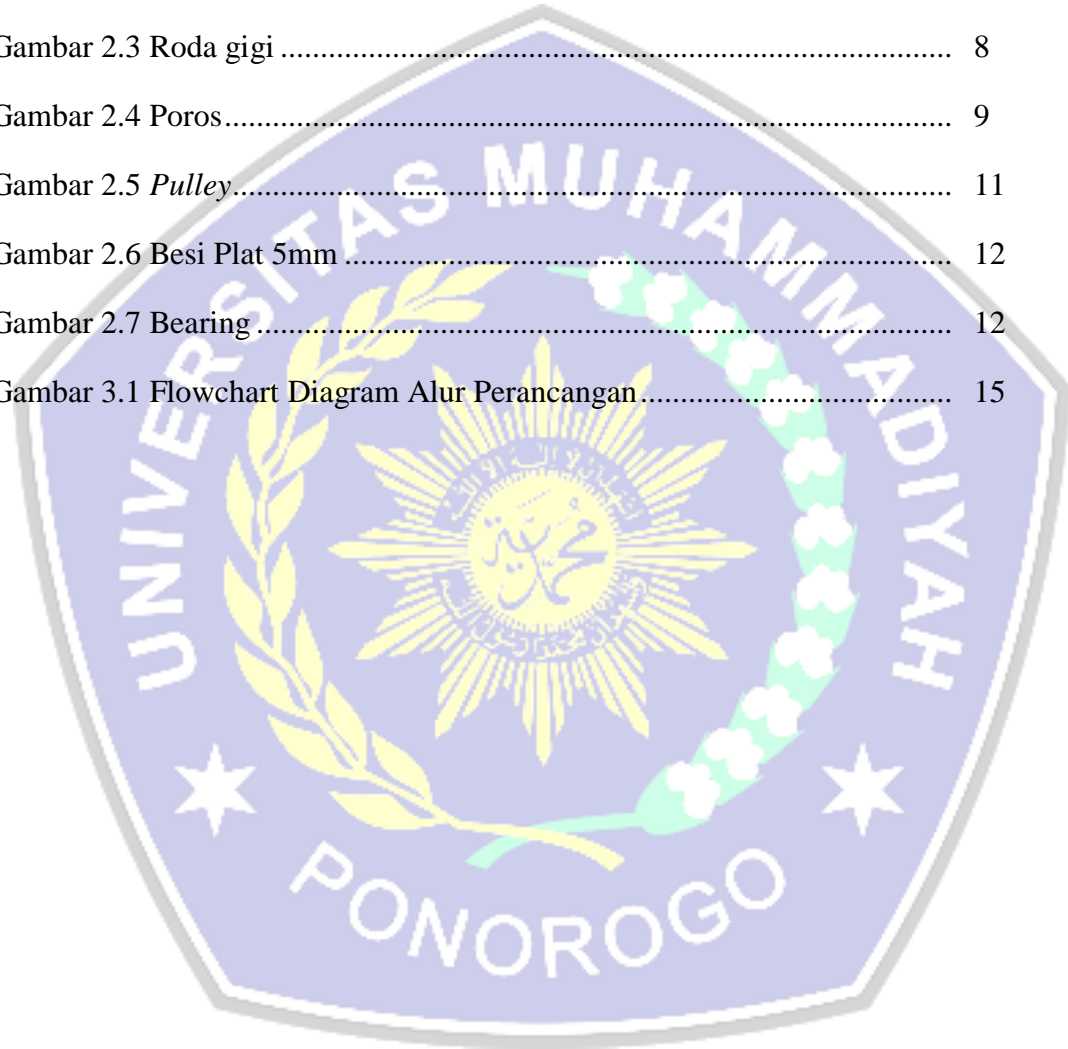 Gambar 2.3 Roda gigi ........................................................................................ 8
Gambar 2.4 Poros ............................................................................................... 9
Gambar 2.5 Pulley .............................................................................................. 11
Gambar 2.6 Besi Plat 5mm ................................................................................ 12
Gambar 2.7 Bearing ........................................................................................... 12
Gambar 3.1 Flowchart Diagram Alur Perancangan ......................................... 15
UNIVERSITAS MUHAMMADIYAH
محمدية
PONOROGO